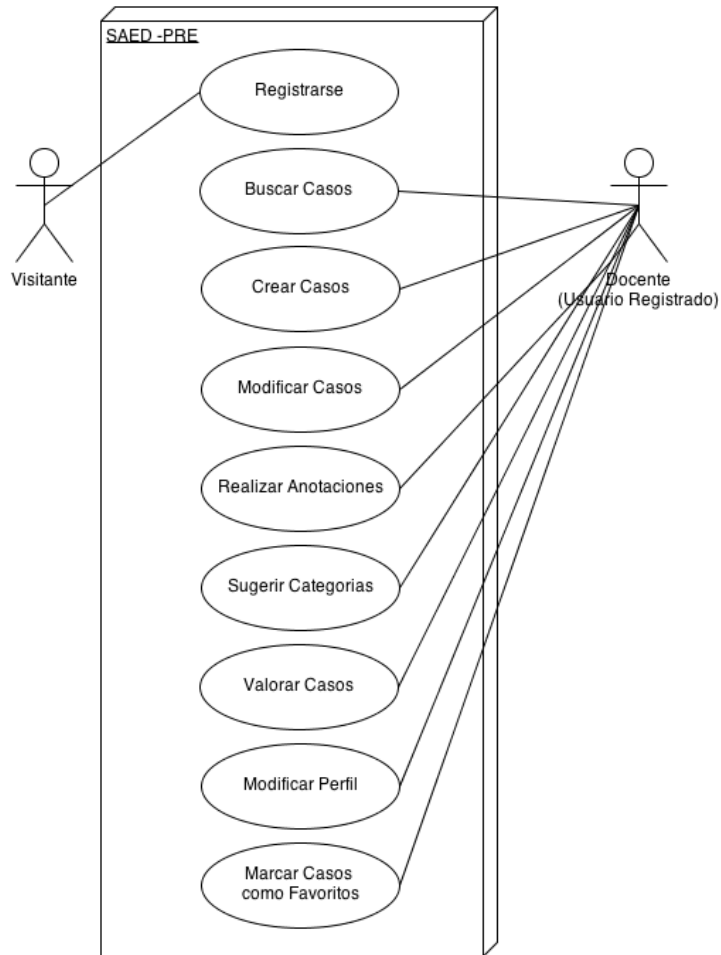 SAED -PRE
Registrarse
Buscar Casos
Visitante
Crear Casos
Docente
(Usuario Registrado)
Modificar Casos
Realizar Anotaciones
Sugerir Categorias
Valorar Casos
Modificar Perfil
Marcar Casos
como Favoritos